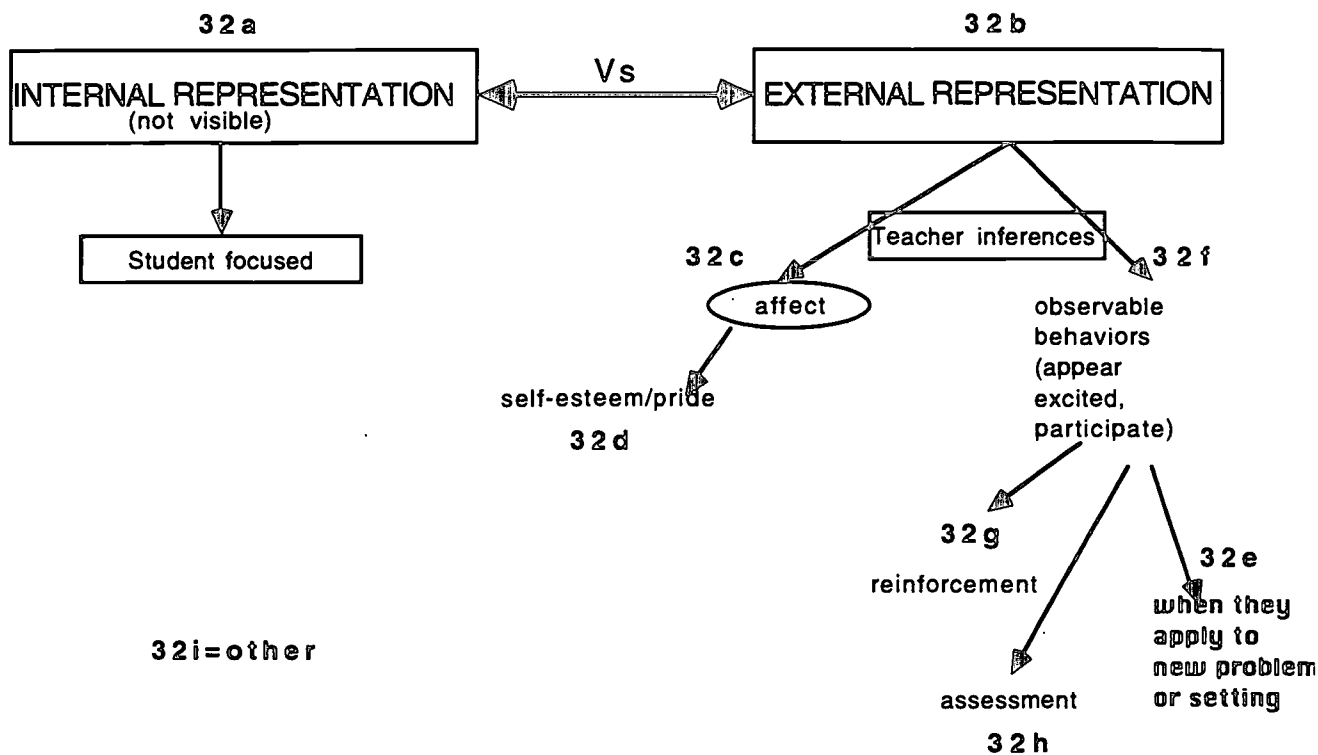 32a
32b
Vs
INTERNAL REPRESENTATION
(not visible)
EXTERNAL REPRESENTATION
Student focused
Teacher inferences
32c
32f
affect
observable
behaviors
(appear
excited,
participate)
self-esteem/pride
32d
32g
reinforcement
32e
when they
apply to
new problem
or setting
32i=other
assessment
32h